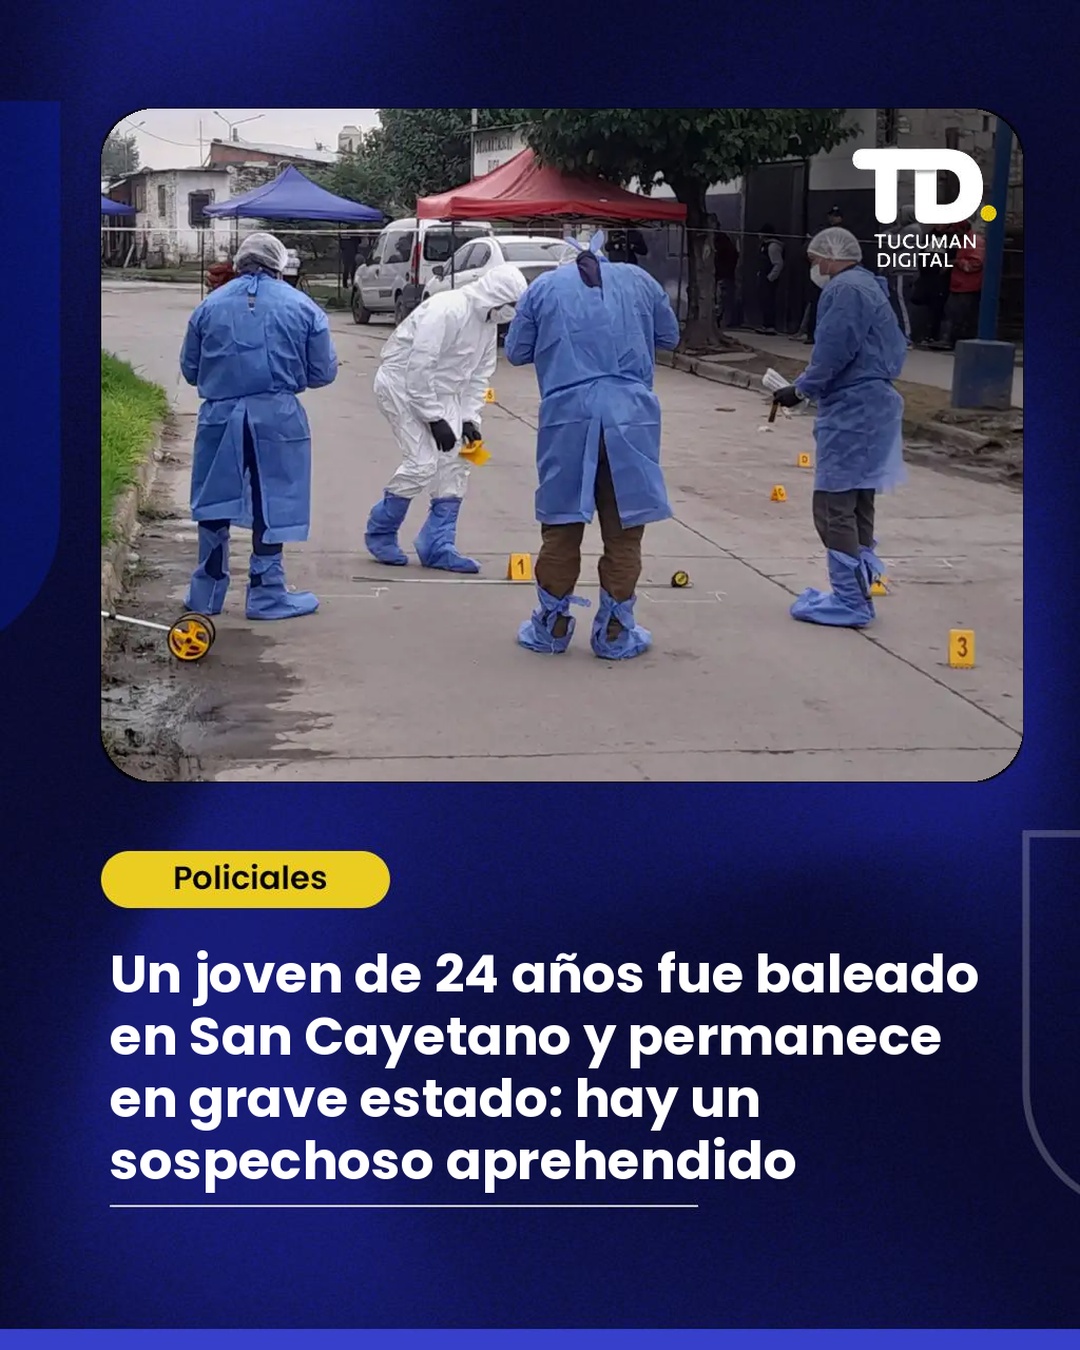 TD.
TUCUMAN
DIGITAL
1
3
D
Policiales
Un joven de 24 años fue baleado
en San Cayetano y permanece
en grave estado: hay un
sospechoso aprehendido